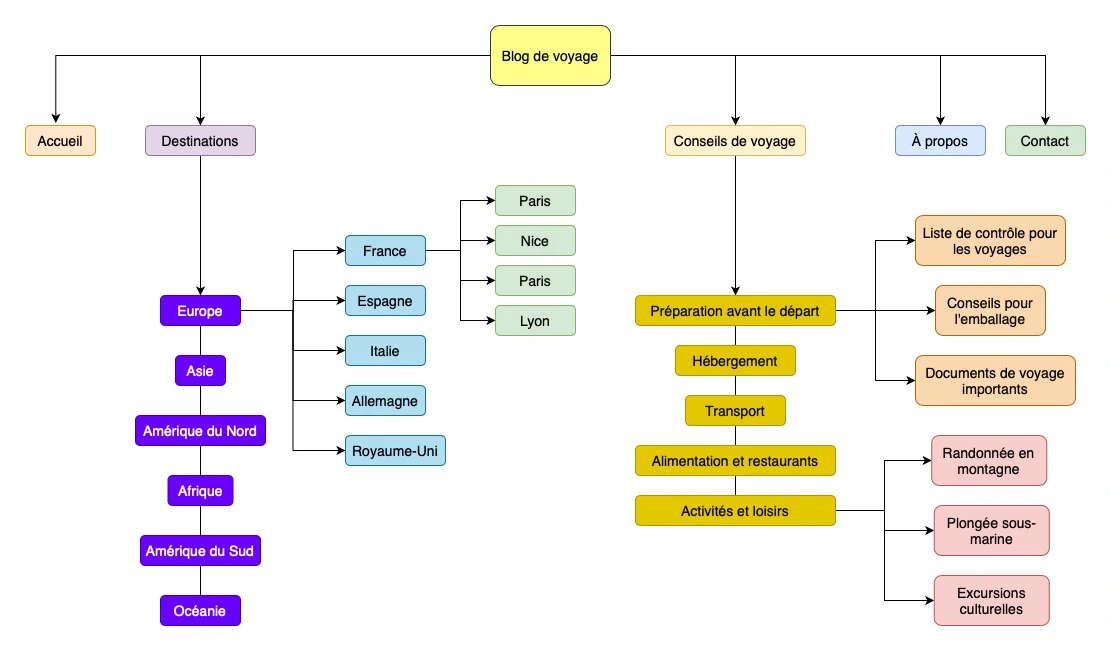 Blog de voyage
Accueil
Destinations
Conseils de voyage
À propos
Contact
Paris
Nice
Paris
Lyon
France
Espagne
Italie
Allemagne
Royaume-Uni
Europe
Asie
Amérique du Nord
Afrique
Amérique du Sud
Océanie
Préparation avant le départ
Hébergement
Transport
Alimentation et restaurants
Activités et loisirs
Liste de contrôle pour
les voyages
Conseils pour
l'emballage
Documents de voyage
importants
Randonnée en
montagne
Plongée sous-
marine
Excursions
culturelles